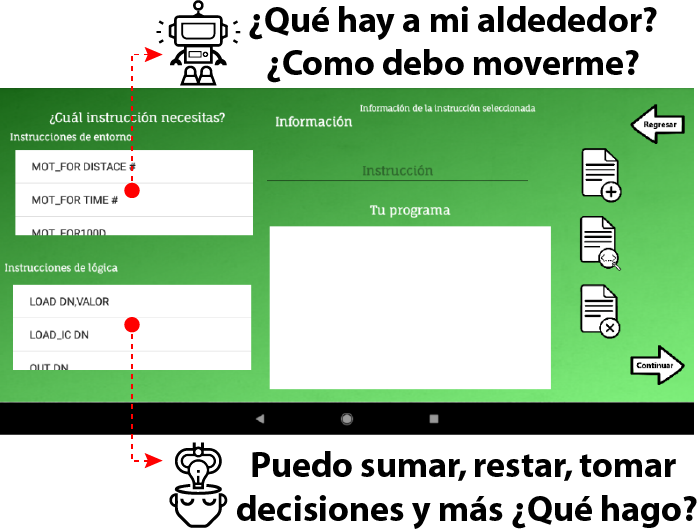 ¿Qué hay a mi aldededor?
¿Como debo moverme?
¿Cuál instrucción necesitas?
Instrucciones de entorno
MOT_FOR DISTACE #
MOT_FOR TIME #
MOT_FOR100D
Instrucciones de lógica
LOAD DN,VALOR
LOAD_IC DN
OUT DN
Información
Información de la instrucción seleccionada
Instrucción
Tu programa
Regresar
Continuar
Puedo sumar, restar, tomar
decisiones y más ¿Qué hago?